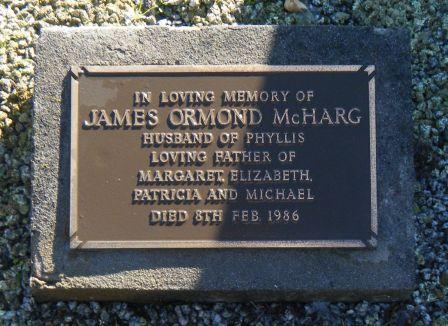 IN LOVING MEMORY OF
JAMES ORMOND McHARG
HUSBAND OF PHYLLIS
LOVING FATHER OF
MARGARET, ELIZABETH,
PATRICIA AND MICHAEL
DIED 8TH FEB. 1986